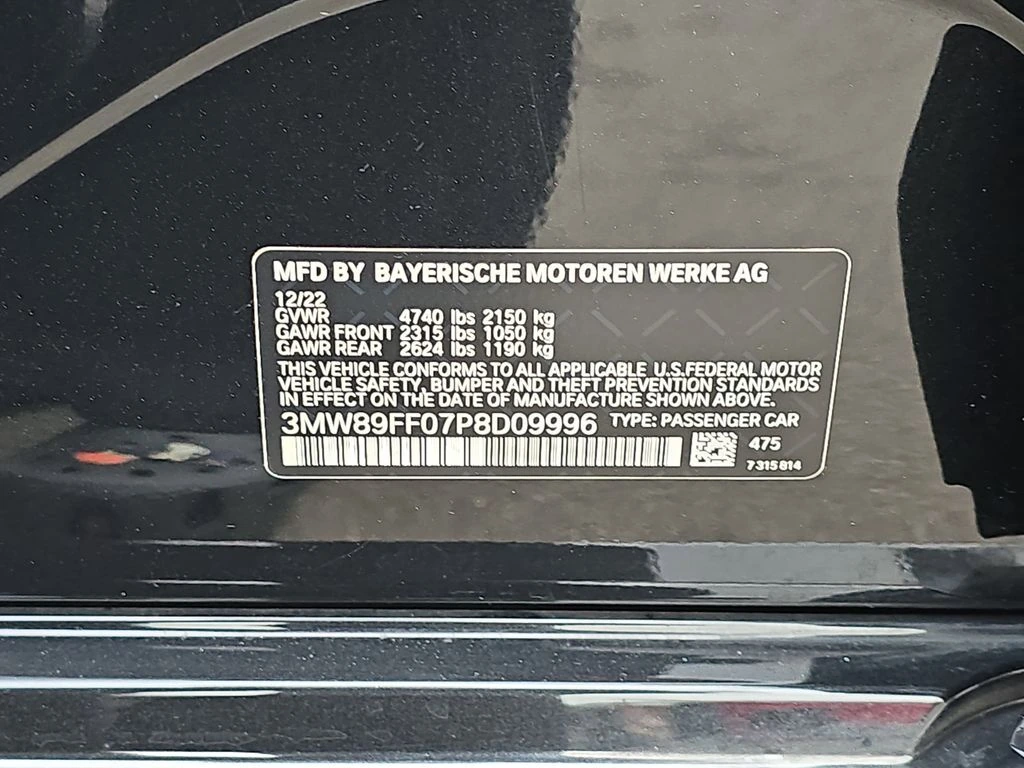 MFD BY BAYERISCHE MOTOREN WERKE AG
12/22
GVWR 4740 lbs 2150 kg
GAWR FRONT 2315 lbs 1050 kg
GAWR REAR 2624 lbs 1190 kg
THIS VEHICLE CONFORMS TO ALL APPLICABLE U.S.FEDERAL MOTOR
VEHICLE SAFETY, BUMPER AND THEFT PREVENTION STANDARDS
IN EFFECT ON THE DATE OF MANUFACTURE SHOWN ABOVE.
3MW89FF07P8D09996 TYPE: PASSENGER CAR
475
7315814